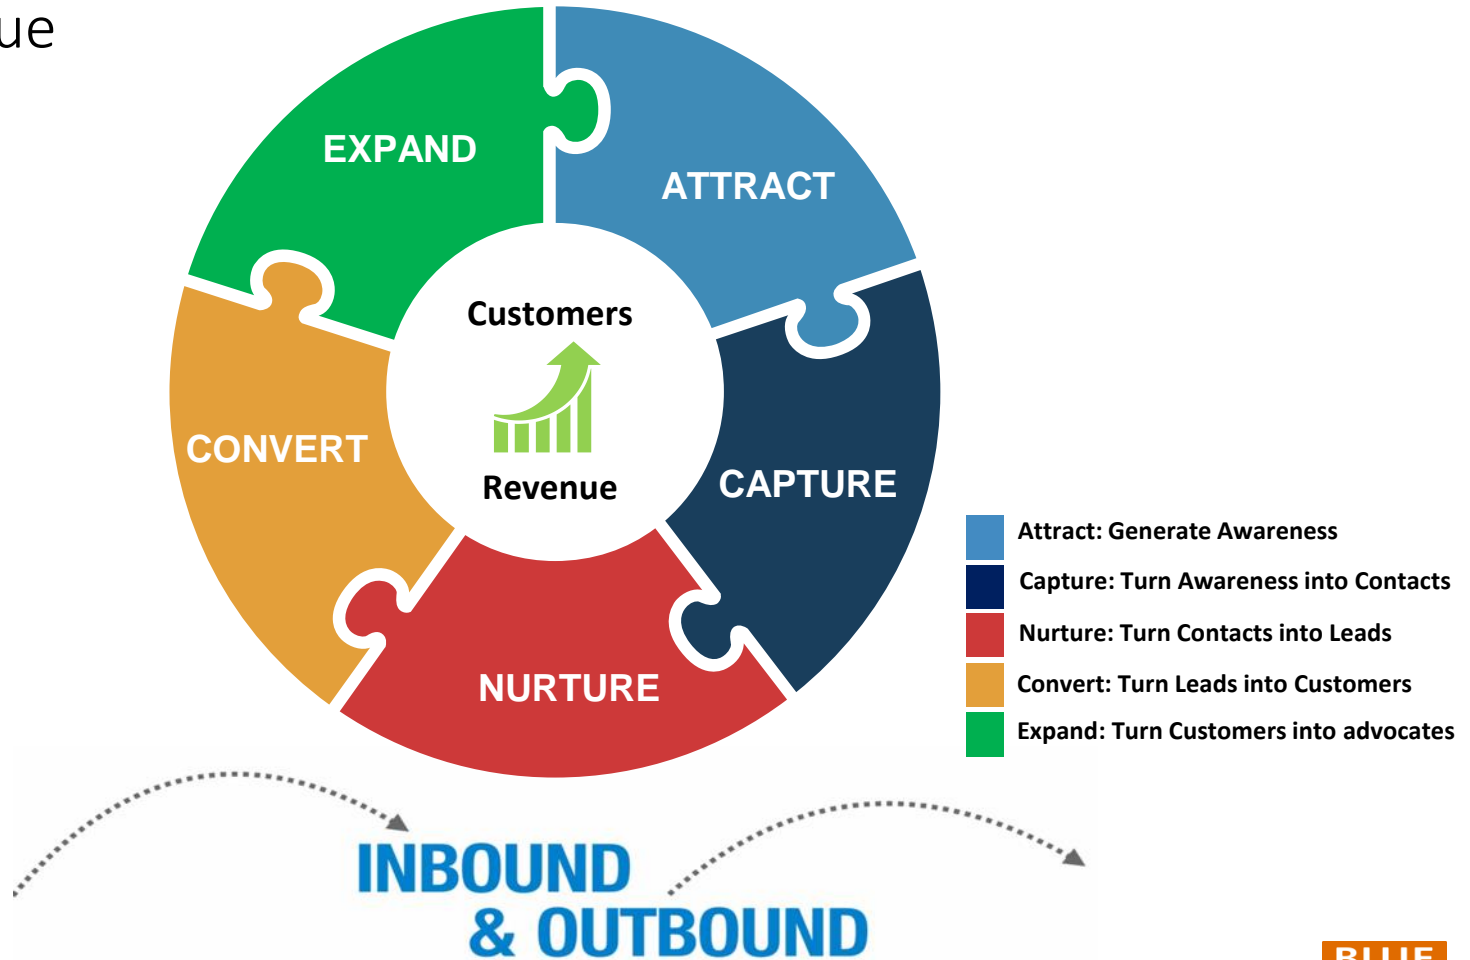 EXPAND
ATTRACT
Customers
CONVERT
Revenue
CAPTURE
NURTURE
Attract: Generate Awareness
Capture: Turn Awareness into Contacts
Nurture: Turn Contacts into Leads
Convert: Turn Leads into Customers
Expand: Turn Customers into advocates
INBOUND
& OUTBOUND
BLUE